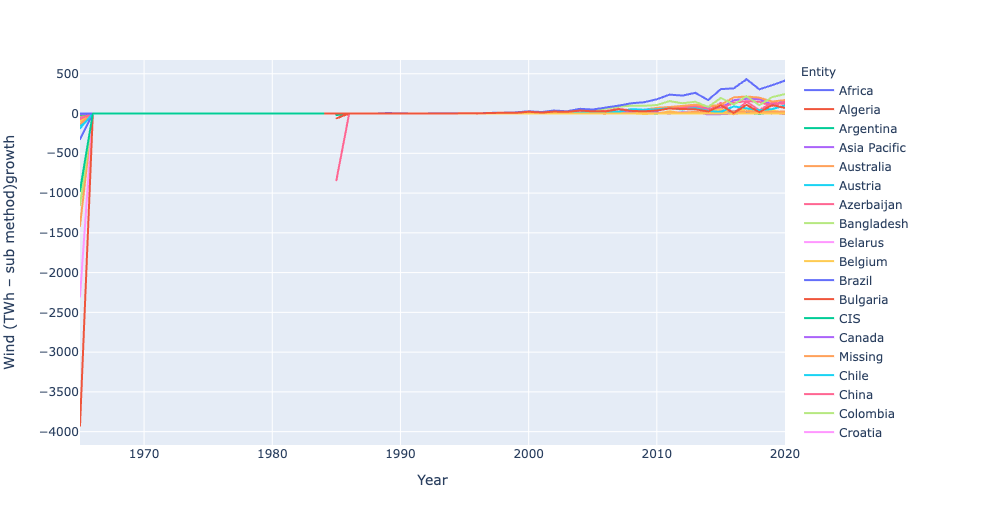 500
0
−500
−1000
−1500
−2000
−2500
−3000
−3500
−4000
Wind (TWh − sub method)growth
1970
1980
1990
2000
2010
2020
Year
Entity
Africa
Algeria
Argentina
Asia Pacific
Australia
Austria
Azerbaijan
Bangladesh
Belarus
Belgium
Brazil
Bulgaria
CIS
Canada
Missing
Chile
China
Colombia
Croatia